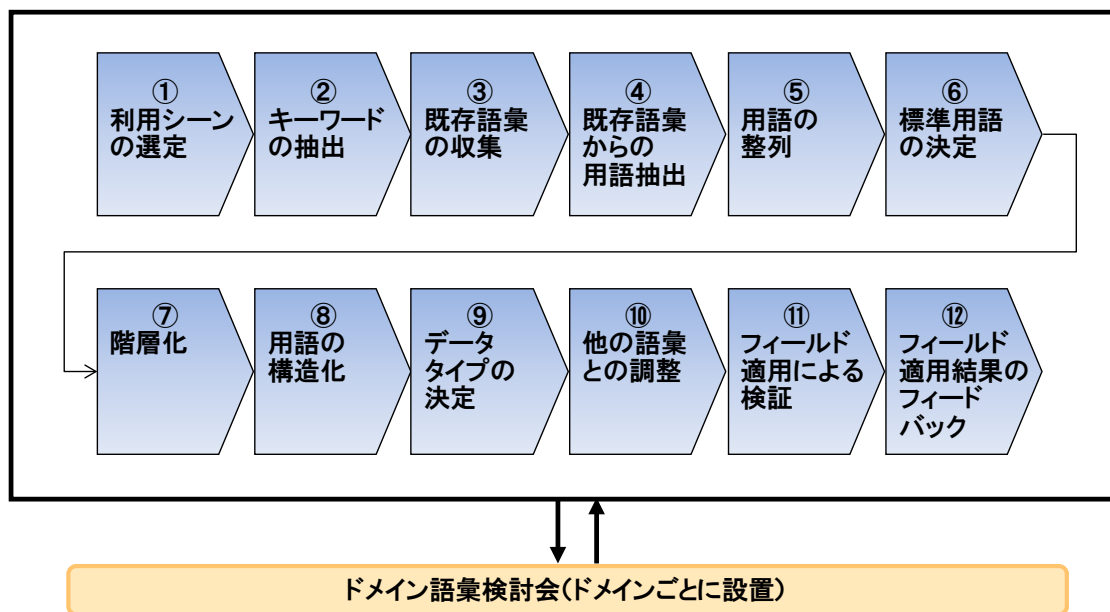 ①
利用シーン
の選定
②
キーワード
の抽出
③
既存語彙
の収集
④
既存語彙
からの
用語抽出
⑤
用語の
整列
⑥
標準用語
の決定
⑦
階層化
⑧
用語の
構造化
⑨
データ
タイプの
決定
⑩
他の語彙
との調整
⑪
フィールド
適用による
検証
⑫
フィールド
適用結果の
フィード
バック
ドメイン語彙検討会(ドメインごとに設置)